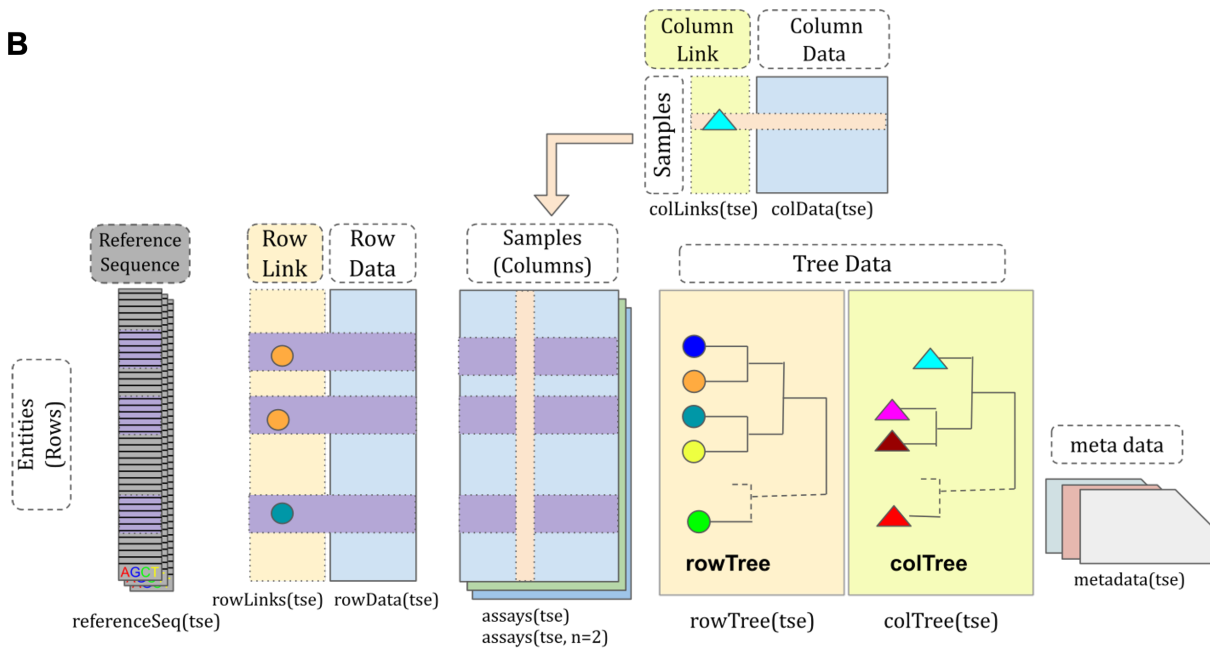 B
Column
Link
Column
Data
Samples
colLinks(tse)
colData(tse)
Reference
Sequence
Row
Link
Row
Data
Samples
(Columns)
Tree Data
Entities
(Rows)
AGCT
rowTree
colTree
meta data
referenceSeq(tse)
rowLinks(tse)
rowData(tse)
assays(tse)
assays(tse, n=2)
rowTree(tse)
colTree(tse)
metadata(tse)